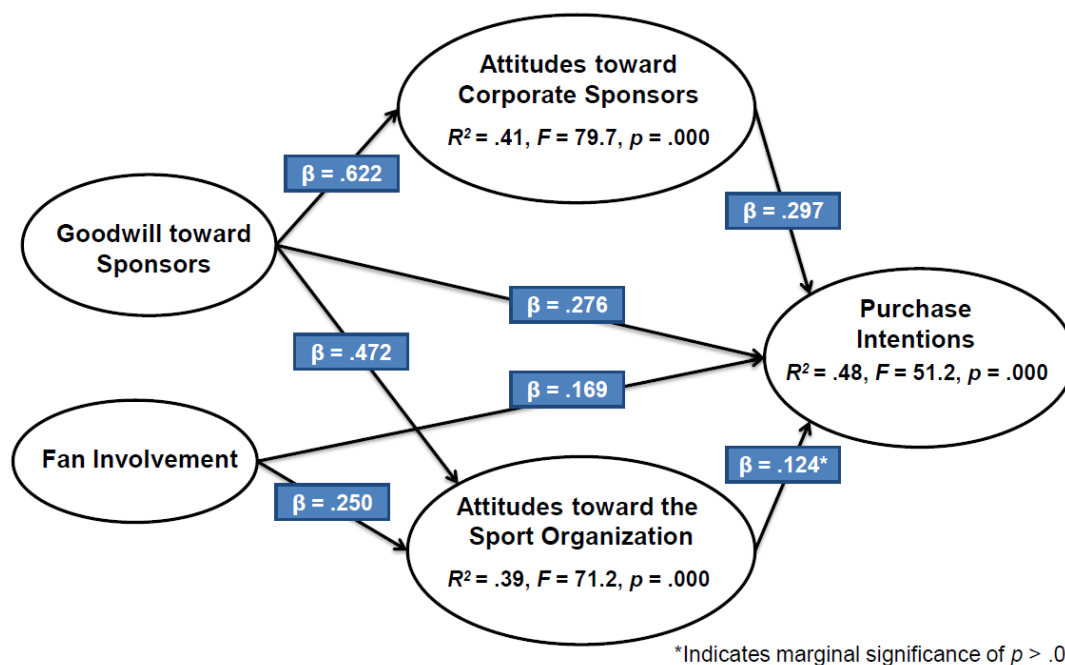 Attitudes toward
Corporate Sponsors
R² = .41, F = 79.7, p = .000
β = .622
Goodwill toward
Sponsors
β = .297
β = .276
Purchase
Intentions
R² = .48, F = 51.2, p = .000
β = .472
β = .169
Fan Involvement
β = .250
β = .124*
Attitudes toward the
Sport Organization
R² = .39, F = 71.2, p = .000
*Indicates marginal significance of p > .0